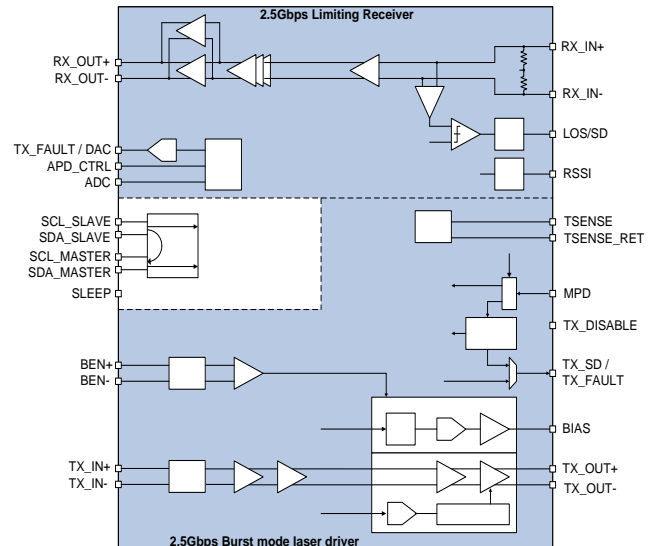 2.5Gbps Limiting Receiver
RX_OUT+
RX_OUT-
TX_FAULT / DAC
APD_CTRL
ADC
SCL_SLAVE
SDA_SLAVE
SCL_MASTER
SDA_MASTER
SLEEP
BEN+
BEN-
TX_IN+
TX_IN-
RX_IN+
RX_IN-
LOS/SD
RSSI
TSENSE
TSENSE_RET
MPD
TX_DISABLE
TX_SD /
TX_FAULT
BIAS
TX_OUT+
TX_OUT-
2.5Gbps Burst mode laser driver